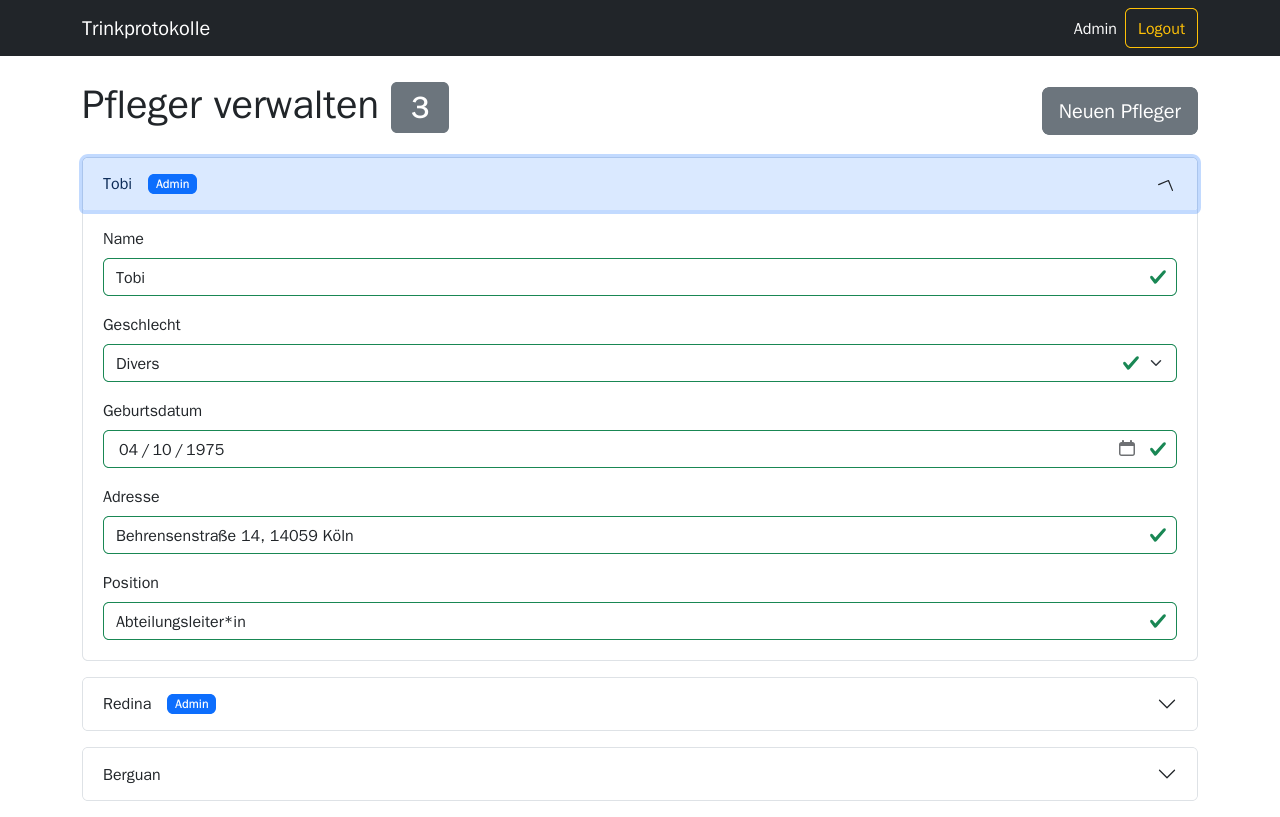 Trinkprotokolle
Admin Logout
Pfleger verwalten 3
Neuen Pfleger
Tobi Admin
Name
Tobi
Geschlecht
Divers
Geburtsdatum
04 / 10 / 1975
Adresse
Behrensenstraße 14, 14059 Köln
Position
Abteilungsleiter*in
Redina Admin
Berguan